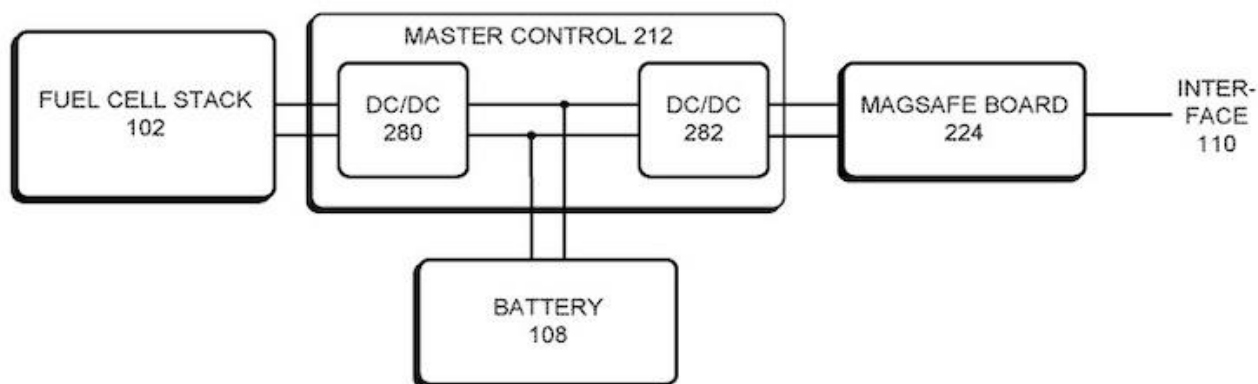 MASTER CONTROL 212
FUEL CELL STACK
102
DC/DC
280
DC/DC
282
MAGSAFE BOARD
224
INTER-
FACE
110
BATTERY
108